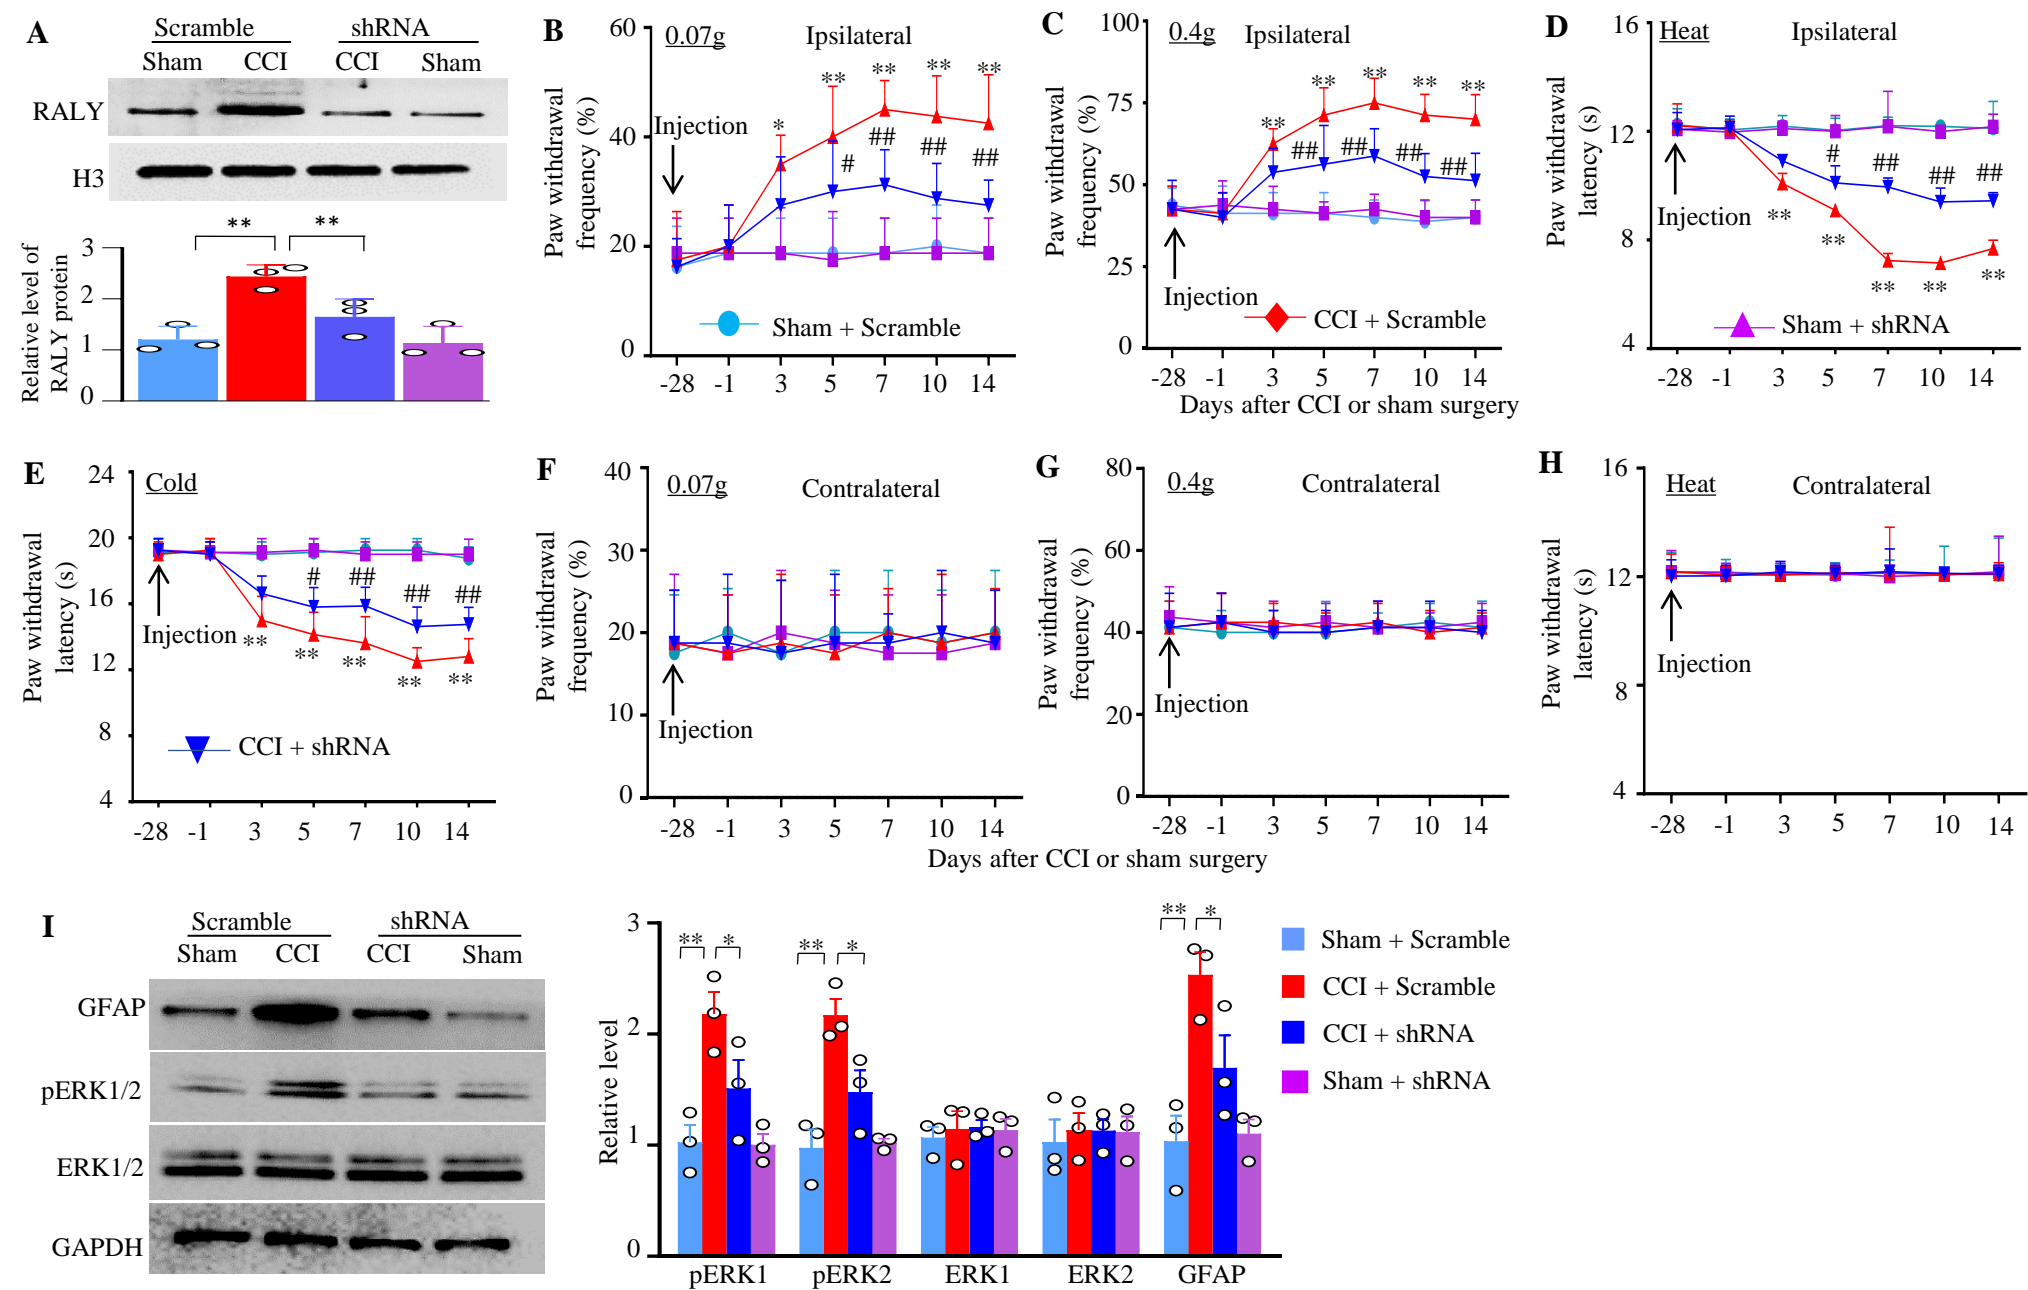 A
Scramble shRNA
Sham CCI CCI Sham
RALY
H3
** **
Relative level of
RALY protein
3
2
1
0
B
0.07g
Ipsilateral
Paw withdrawal
frequency (%)
60
40
20
0
Injection
* ** ** ** **
# ## ## ##
Sham + Scramble
-28 -1 3 5 7 10 14
C
0.4g
Ipsilateral
Paw withdrawal
frequency (%)
100
75
50
25
0
** ** ** ** **
## ## ## ##
Injection
CCI + Scramble
-28 -1 3 5 7 10 14
Days after CCI or sham surgery
D
Heat
Ipsilateral
Paw withdrawal
latency (s)
16
12
8
4
Injection
# ## ## ##
** ** ** ** **
Sham + shRNA
-28 -1 3 5 7 10 14
E
Cold
Paw withdrawal
latency (s)
24
20
16
12
8
4
Injection
# ## ## ##
** ** ** ** **
CCI + shRNA
-28 -1 3 5 7 10 14
F
0.07g
Contralateral
Paw withdrawal
frequency (%)
40
30
20
10
0
Injection
-28 -1 3 5 7 10 14
G
0.4g
Contralateral
Paw withdrawal
frequency (%)
80
60
40
20
0
Injection
-28 -1 3 5 7 10 14
H
Heat
Contralateral
Paw withdrawal
latency (s)
16
12
8
4
Injection
-28 -1 3 5 7 10 14
Days after CCI or sham surgery
I
Scramble shRNA
Sham CCI CCI Sham
GFAP
pERK1/2
ERK1/2
GAPDH
Relative level
3
2
1
0
** * ** * ** *
pERK1 pERK2 ERK1 ERK2 GFAP
Sham + Scramble
CCI + Scramble
CCI + shRNA
Sham + shRNA